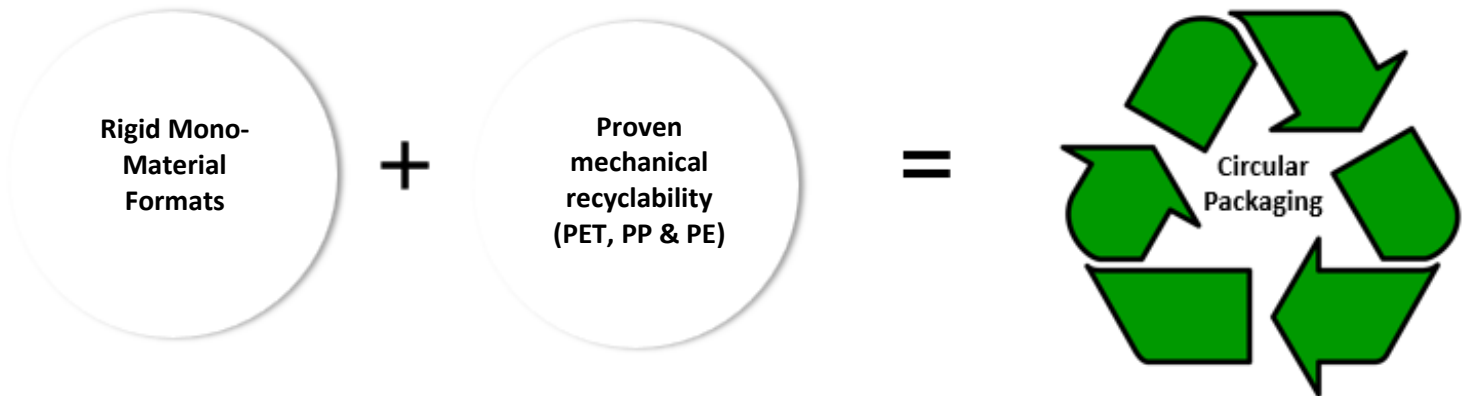 Rigid Mono-
Material
Formats
+
Proven
mechanical
recyclability
(PET, PP & PE)
=
Circular
Packaging